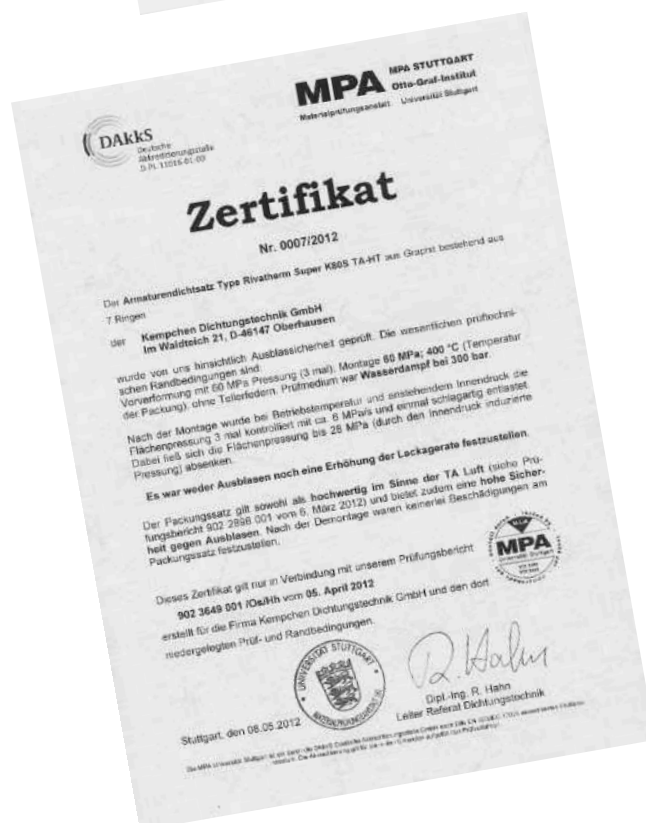 MPA MPA STUTTGART
Otto-Graf-Institut
Materialprüfungsanstalt Universität Stuttgart
DAkkS
Deutsche
Akkreditierungsstelle
D-PL-11016-01-00
Zertifikat
Nr. 0007/2012
Der Armaturendichtsatz Type Rivatherm Super K80S TA-HT aus Graphit bestehend aus
7 Ringen
der Kempchen Dichtungstechnik GmbH
Im Waldteich 21, D-46147 Oberhausen
wurde von uns hinsichtlich Ausblassicherheit geprüft. Die wesentlichen prüftechni-
schen Randbedingungen sind:
Vorverformung mit 60 MPa Pressung (3 mal), Montage 60 MPa; 400 °C (Temperatur
der Packung), ohne Tellerfedern. Prüfmedium war Wasserdampf bei 300 bar.
Nach der Montage wurde bei Betriebstemperatur und anstehendem Innendruck die
Flächenpressung 3 mal kontrolliert mit ca. 6 MPa/s und einmal schlagartig entlastet.
Dabei ließ sich die Flächenpressung bis 28 MPa (durch den Innendruck induzierte
Pressung) absenken.
Es war weder Ausblasen noch eine Erhöhung der Leckagerate festzustellen.
Der Packungssatz gilt sowohl als hochwertig im Sinne der TA Luft (siehe Prü-
fungsbericht 902 2898 001 vom 6. März 2012) und bietet zudem eine hohe Sicher-
heit gegen Ausblasen. Nach der Demontage waren keinerlei Beschädigungen am
Packungssatz festzustellen.
MPA
Universität Stuttgart
Dieses Zertifikat gilt nur in Verbindung mit unserem Prüfungsbericht
902 3649 001 /Os/Hh vom 05. April 2012
erstellt für die Firma Kempchen Dichtungstechnik GmbH und den dort
niedergelegten Prüf- und Randbedingungen.
UNIVERSITÄT STUTTGART
MATERIALPRÜFUNGSANSTALT
R. Hahn
Dipl.-Ing. R. Hahn
Leiter Referat Dichtungstechnik
Stuttgart, den 08.05.2012